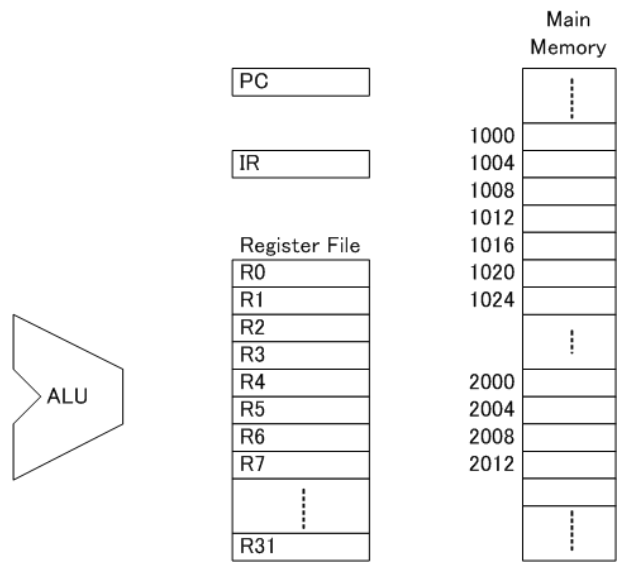 Main
Memory
PC
1000
IR
1004
1008
1012
Register File
1016
R0
1020
R1
1024
R2
R3
ALU
R4
2000
R5
2004
R6
2008
R7
2012
R31